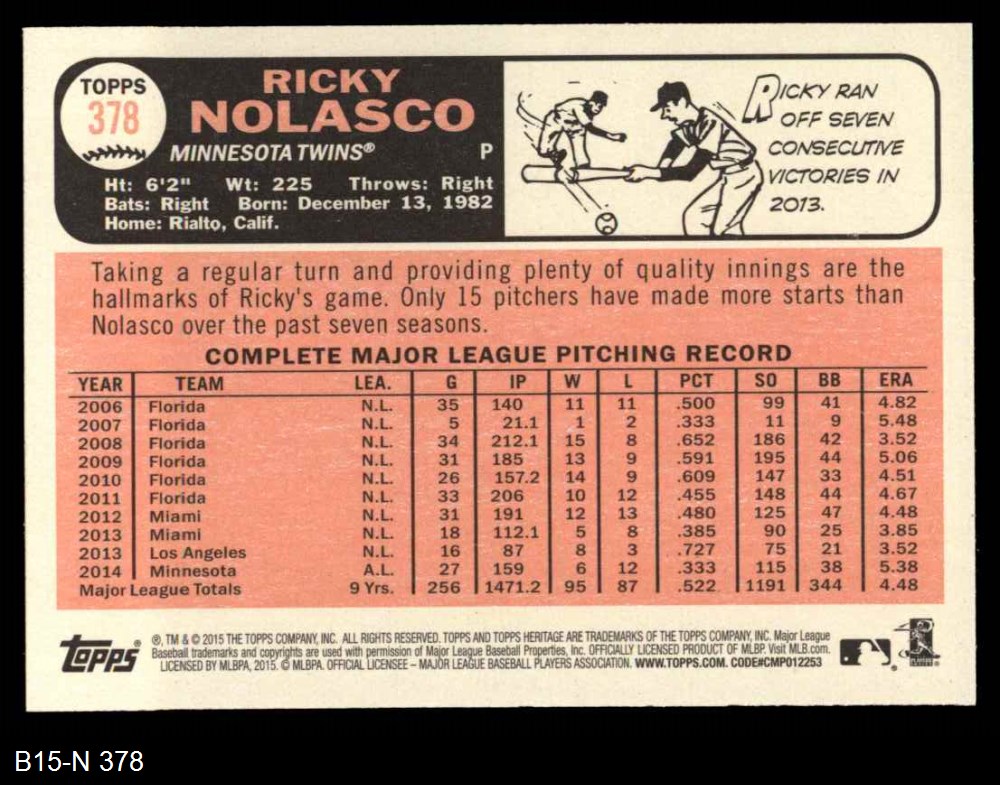 TOPPS
378
RICKY
NOLASCO
MINNESOTA TWINS® P
Ht: 6'2" Wt: 225 Throws: Right
Bats: Right Born: December 13, 1982
Home: Rialto, Calif.
RICKY RAN
OFF SEVEN
CONSECUTIVE
VICTORIES IN
2013.
Taking a regular turn and providing plenty of quality innings are the
hallmarks of Ricky's game. Only 15 pitchers have made more starts than
Nolasco over the past seven seasons.
COMPLETE MAJOR LEAGUE PITCHING RECORD
YEAR TEAM LEA. G IP W L PCT SO BB ERA
2006 Florida N.L. 35 140 11 11 .500 99 41 4.82
2007 Florida N.L. 5 21.1 1 2 .333 11 9 5.48
2008 Florida N.L. 34 212.1 15 8 .652 186 42 3.52
2009 Florida N.L. 31 185 13 9 .591 195 44 5.06
2010 Florida N.L. 26 157.2 14 9 .609 147 33 4.51
2011 Florida N.L. 33 206 10 12 .455 148 44 4.67
2012 Miami N.L. 31 191 12 13 .480 125 47 4.48
2013 Miami N.L. 18 112.1 5 8 .385 90 25 3.85
2013 Los Angeles N.L. 16 87 8 3 .727 75 21 3.52
2014 Minnesota A.L. 27 159 6 12 .333 115 38 5.38
Major League Totals 9 Yrs. 256 1471.2 95 87 .522 1191 344 4.48
Topps®
®, TM & © 2015 THE TOPPS COMPANY, INC. ALL RIGHTS RESERVED. TOPPS AND TOPPS HERITAGE ARE TRADEMARKS OF THE TOPPS COMPANY, INC. Major League
Baseball trademarks and copyrights are used with permission of Major League Baseball Properties, Inc. OFFICIALLY LICENSED PRODUCT OF MLBP. Visit MLB.com.
LICENSED BY MLBPA, 2015. © MLBPA. OFFICIAL LICENSEE – MAJOR LEAGUE BASEBALL PLAYERS ASSOCIATION. WWW.TOPPS.COM. CODE#CMP012253
B15-N 378